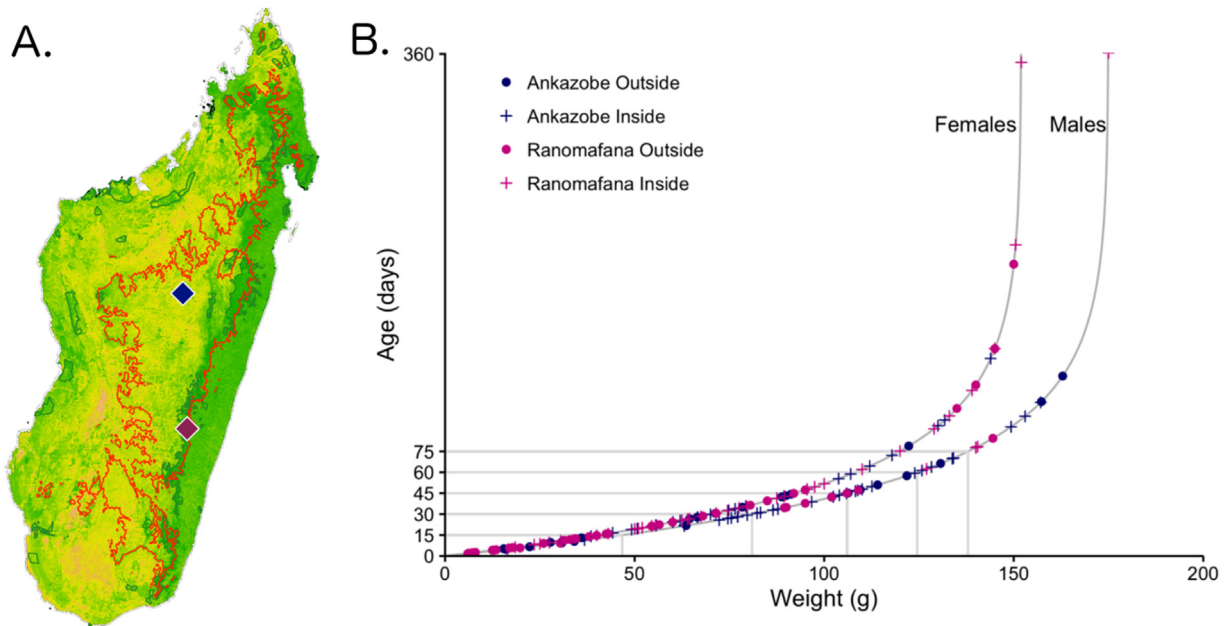 A.
B.
360
Ankazobe Outside
Ankazobe Inside
Ranomafana Outside
Ranomafana Inside
Females
Males
Age (days)
75
60
45
30
15
0
0
50
100
150
200
Weight (g)